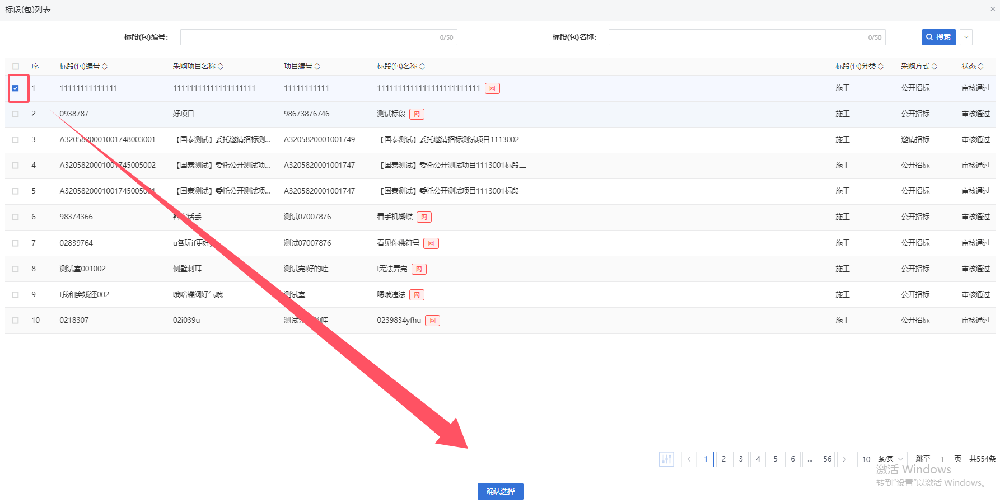 标段(包)列表 ×
标段(包)编号： 0/50 标段(包)名称： 0/50 搜索
序 标段(包)编号 采购项目名称 项目编号 标段(包)名称 标段(包)分类 采购方式 状态
1 11111111111111 11111111111111111111 11111111111 1111111111111111111111111 网 施工 公开招标 审核通过
2 0938787 好项目 98673876746 测试标段 网 施工 公开招标 审核通过
3 A3205820001001748003001 【国泰测试】委托邀请招标测... A3205820001001749 【国泰测试】委托邀请招标测试项目1113002 施工 邀请招标 审核通过
4 A3205820001001745005002 【国泰测试】委托公开测试项... A3205820001001747 【国泰测试】委托公开测试项目1113001标段二 施工 公开招标 审核通过
5 A3205820001001745005001 【国泰测试】委托公开测试项... A3205820001001747 【国泰测试】委托公开测试项目1113001标段一 施工 公开招标 审核通过
6 98374366 话丢 测试07007876 看手机蝴蝶 网 施工 公开招标 审核通过
7 02839764 u各玩if更好 测试07007876 看见你佛符号 网 施工 公开招标 审核通过
8 测试室001002 侧壁刺耳 测试完i好的哇 i无法弄完 网 施工 公开招标 审核通过
9 i我和窦娥还002 哦啥蝶阀好气哦 测试室 嗯哦违法 网 施工 公开招标 审核通过
10 0218307 02i039u 测试完的哇 0239834yfhu 网 施工 公开招标 审核通过
1 2 3 4 5 6 ... 56 10 条/页 跳至 1 页 共554条
激活 Windows
转到"设置"以激活 Windows。
确认选择